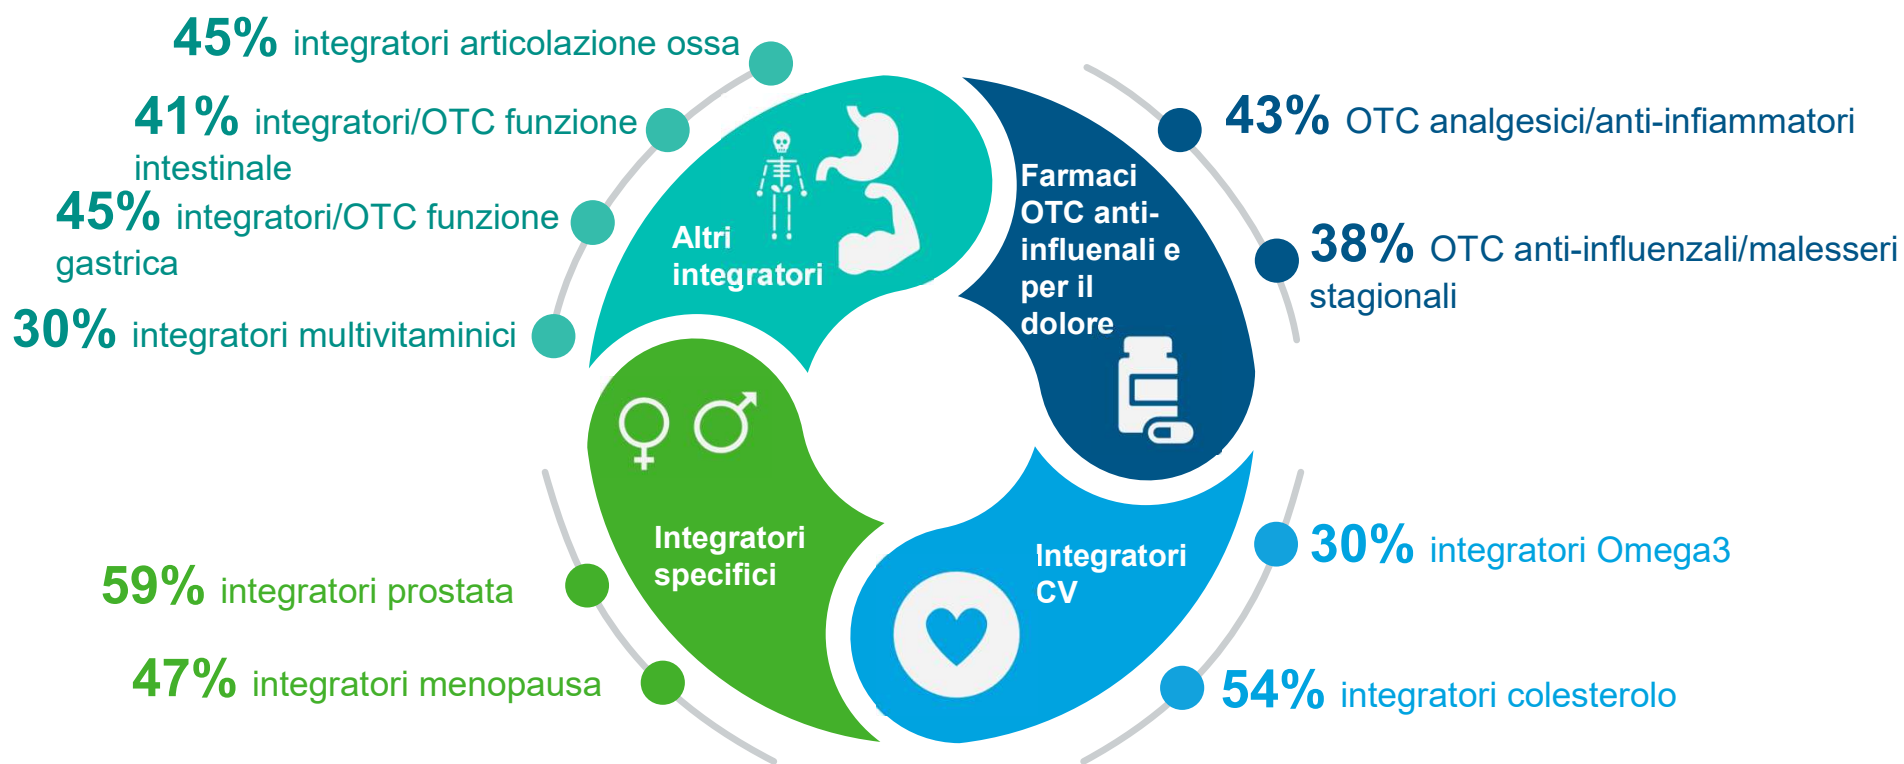 45% integratori articolazione ossa
41% integratori/OTC funzione
intestinale
45% integratori/OTC funzione
gastrica
30% integratori multivitaminici
Altri
integratori
Farmaci
OTC anti-
influenali e
per il
dolore
43% OTC analgesici/anti-infiammatori
38% OTC anti-influenzali/malesseri
stagionali
Integratori
specifici
59% integratori prostata
47% integratori menopausa
Integratori
CV
30% integratori Omega3
54% integratori colesterolo